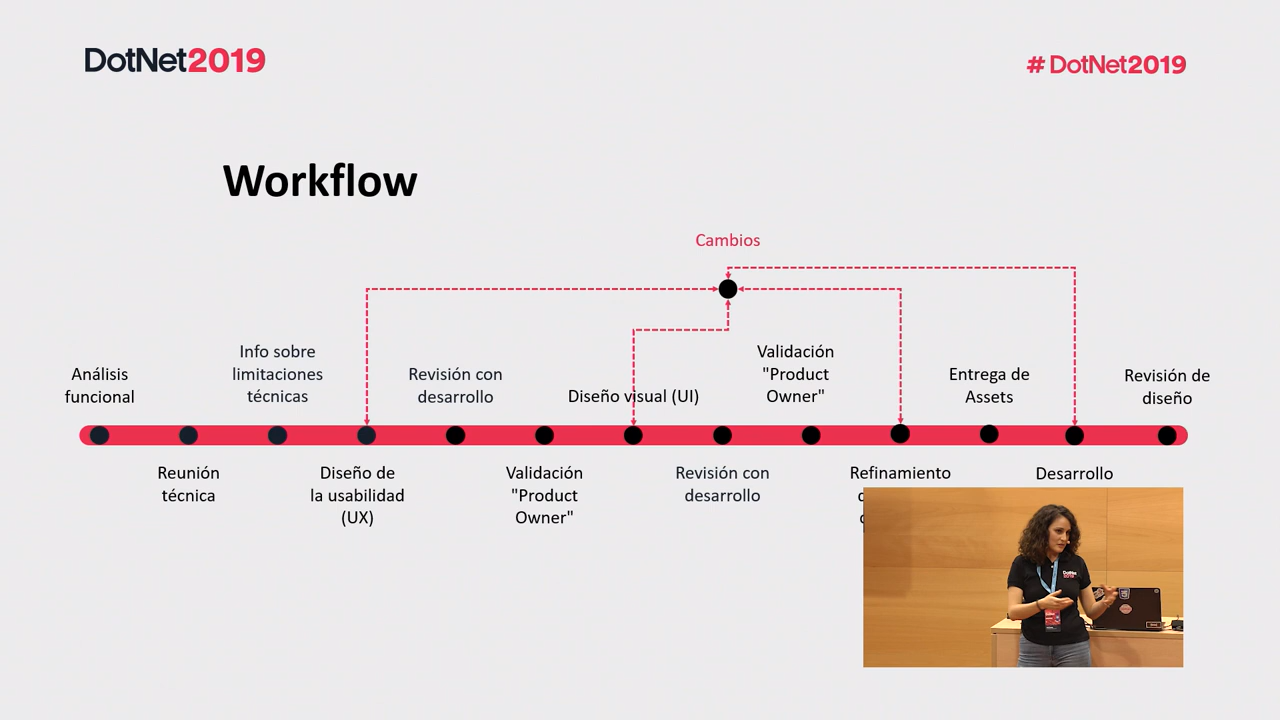 DotNet2019
# DotNet2019
Workflow
Cambios
Análisis
funcional
Info sobre
limitaciones
técnicas
Revisión con
desarrollo
Diseño visual (UI)
Validación
"Product
Owner"
Entrega de
Assets
Revisión de
diseño
Reunión
técnica
Diseño de
la usabilidad
(UX)
Validación
"Product
Owner"
Revisión con
desarrollo
Refinamiento
Desarrollo
DotNet
2019